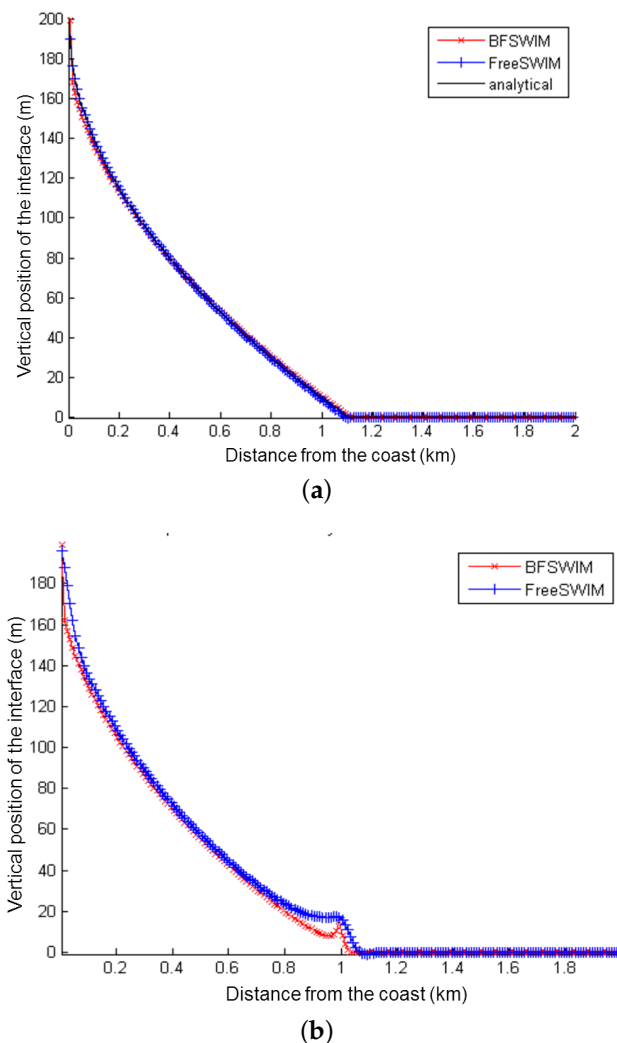 200
180
160
140
120
100
80
60
40
20
0
Vertical position of the interface (m)
BFSWIM
FreeSWIM
analytical
0 0.2 0.4 0.6 0.8 1 1.2 1.4 1.6 1.8 2
Distance from the coast (km)
(a)
180
160
140
120
100
80
60
40
20
0
Vertical position of the interface (m)
BFSWIM
FreeSWIM
0.2 0.4 0.6 0.8 1 1.2 1.4 1.6 1.8
Distance from the coast (km)
(b)